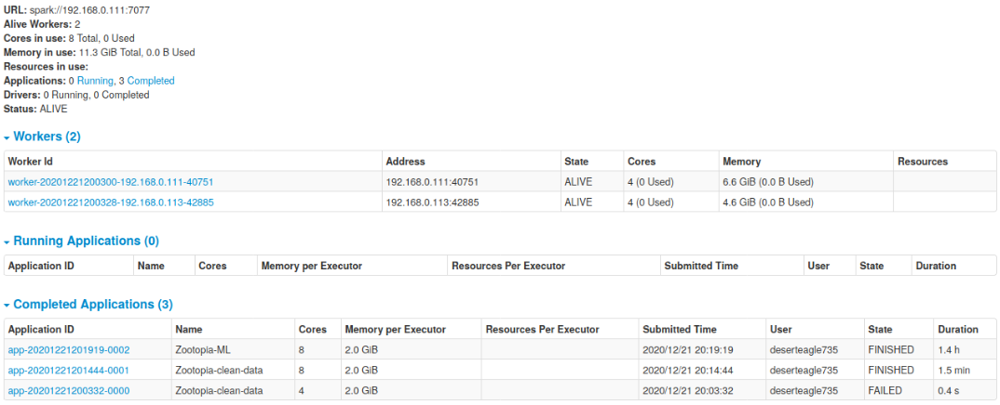 URL: spark://192.168.0.111:7077
Alive Workers: 2
Cores in use: 8 Total, 0 Used
Memory in use: 11.3 GiB Total, 0.0 B Used
Resources in use:
Applications: 0 Running, 3 Completed
Drivers: 0 Running, 0 Completed
Status: ALIVE
Workers (2)
Worker Id Address State Cores Memory Resources
worker-20201221200300-192.168.0.111-40751 192.168.0.111:40751 ALIVE 4 (0 Used) 6.6 GiB (0.0 B Used)
worker-20201221200328-192.168.0.113-42885 192.168.0.113:42885 ALIVE 4 (0 Used) 4.6 GiB (0.0 B Used)
Running Applications (0)
Application ID Name Cores Memory per Executor Resources Per Executor Submitted Time User State Duration
Completed Applications (3)
Application ID Name Cores Memory per Executor Resources Per Executor Submitted Time User State Duration
app-20201221201919-0002 Zootopia-ML 8 2.0 GiB 2020/12/21 20:19:19 deserteagle735 FINISHED 1.4 h
app-20201221201444-0001 Zootopia-clean-data 8 2.0 GiB 2020/12/21 20:14:44 deserteagle735 FINISHED 1.5 min
app-20201221200332-0000 Zootopia-clean-data 4 2.0 GiB 2020/12/21 20:03:32 deserteagle735 FAILED 0.4 s